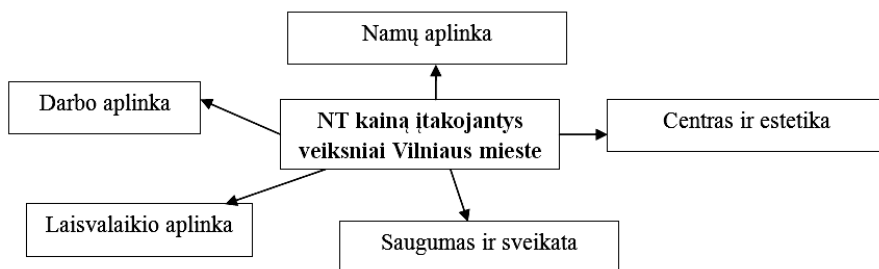 Namų aplinka
Darbo aplinka
NT kainą įtakojantys
veiksniai Vilniaus mieste
Centras ir estetika
Laisvalaikio aplinka
Saugumas ir sveikata